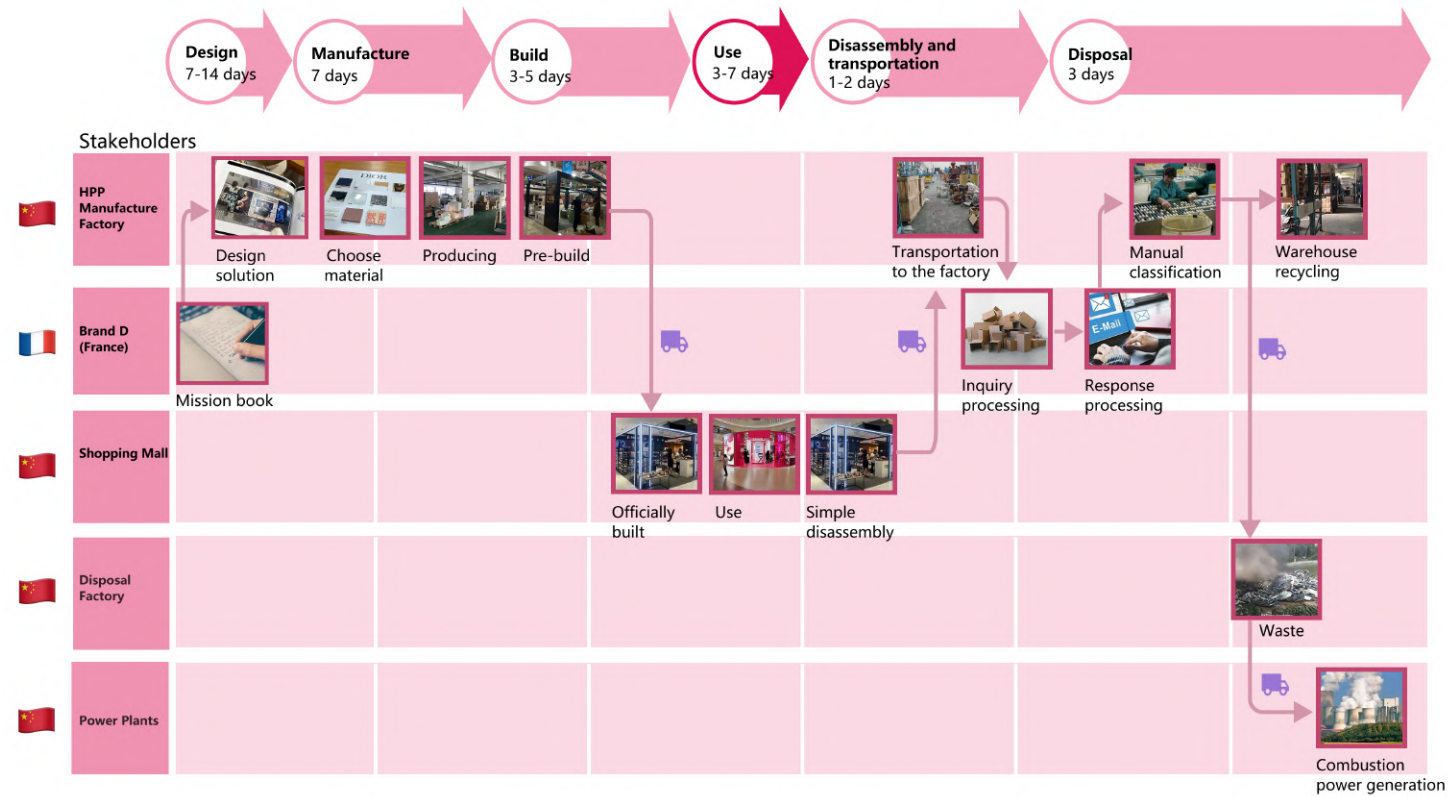 Design
7-14 days
Manufacture
7 days
Build
3-5 days
Use
3-7 days
Disassembly and
transportation
1-2 days
Disposal
3 days
Stakeholders
HPP
Manufacture
Factory
Design
solution
Choose
material
Producing
Pre-build
Transportation
to the factory
Manual
classification
Warehouse
recycling
Brand D
(France)
Mission book
E-Mail
Inquiry
processing
Response
processing
Shopping Mall
Officially
built
Use
Simple
disassembly
Disposal
Factory
Waste
Power Plants
Combustion
power generation